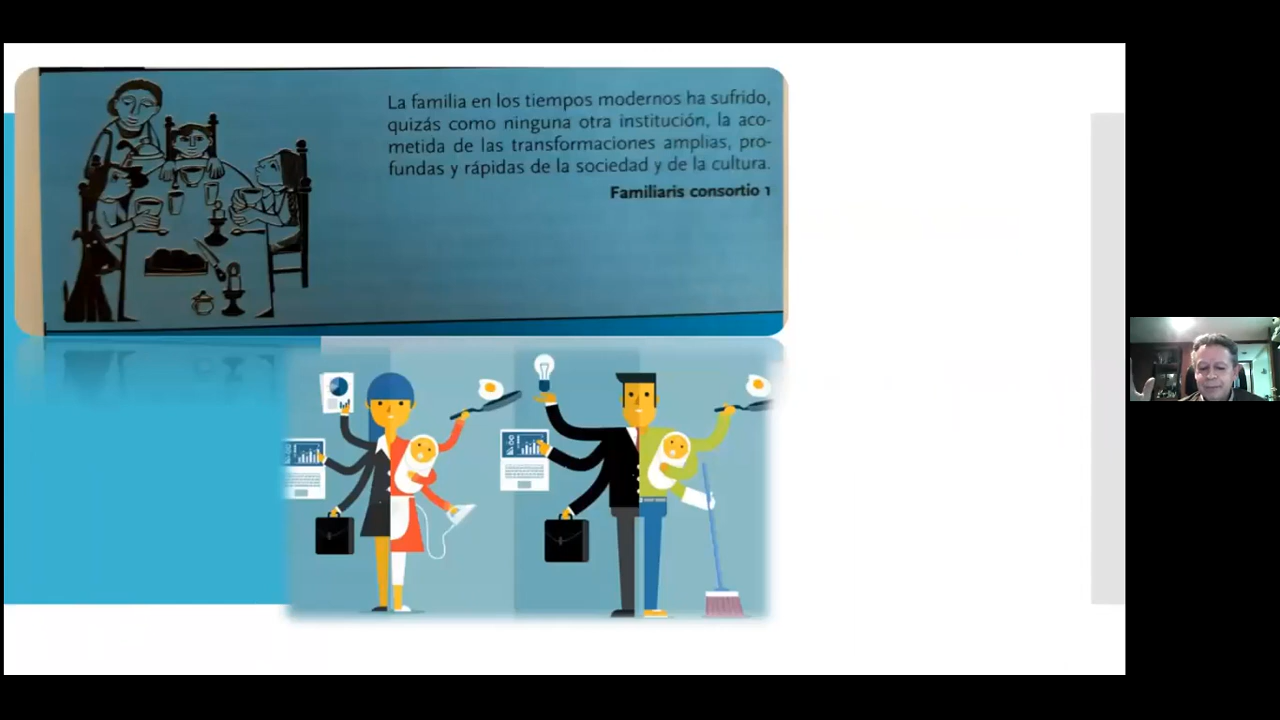 La familia en los tiempos modernos ha sufrido,
quizás como ninguna otra institución, la aco-
metida de las transformaciones amplias, pro-
fundas y rápidas de la sociedad y de la cultura.
Familiaris consortio 1